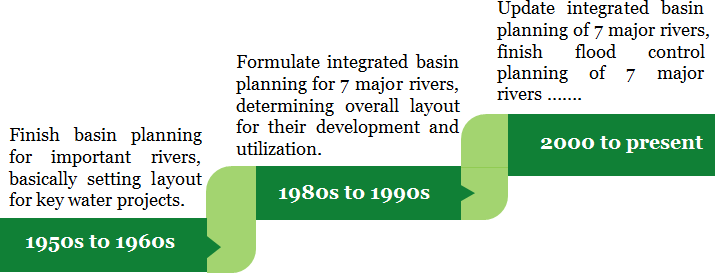 Finish basin planning
for important rivers,
basically setting layout
for key water projects.
1950s to 1960s
Formulate integrated basin
planning for 7 major rivers,
determining overall layout
for their development and
utilization.
1980s to 1990s
Update integrated basin
planning of 7 major rivers,
finish flood control
planning of 7 major
rivers .......
2000 to present